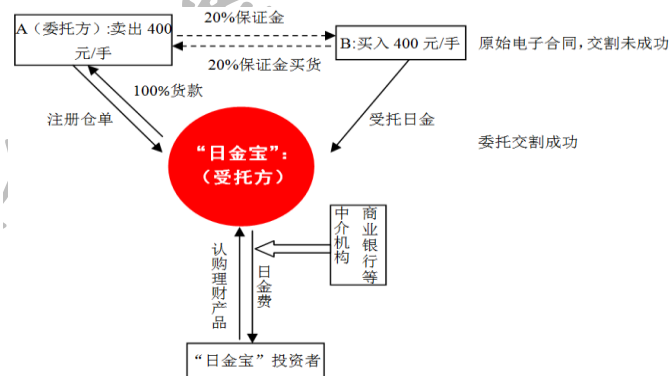 20%保证金
A（委托方）:卖出 400
元/手
B:买入 400 元/手
原始电子合同，交割未成功
20%保证金买货
100%货款
注册仓单
受托日金
委托交割成功
“日金宝”：
（受托方）
中介机构
商业银行等
认购理财产品
日金费
“日金宝”投资者